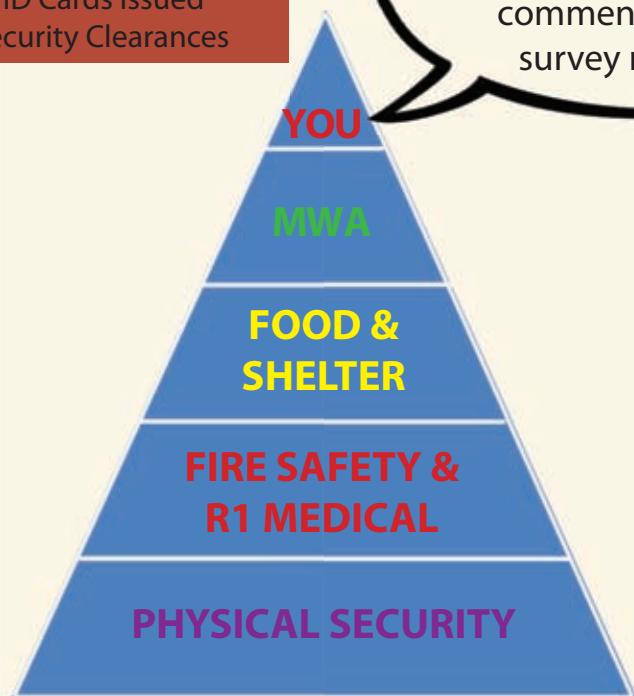 ID Cards Issued
ecurity Clearances
commen
survey
YOU
MWA
FOOD &
SHELTER
FIRE SAFETY &
R1 MEDICAL
PHYSICAL SECURITY